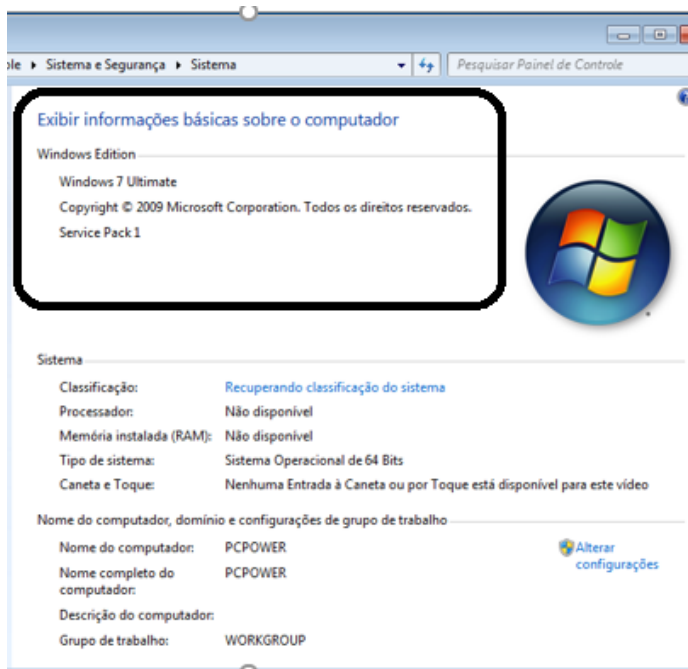 Sistema e Segurança ▸ Sistema
Pesquisar Painel de Controle
Exibir informações básicas sobre o computador
Windows Edition
Windows 7 Ultimate
Copyright © 2009 Microsoft Corporation. Todos os direitos reservados.
Service Pack 1
Sistema
Classificação: Recuperando classificação do sistema
Processador: Não disponível
Memória instalada (RAM): Não disponível
Tipo de sistema: Sistema Operacional de 64 Bits
Caneta e Toque: Nenhuma Entrada à Caneta ou por Toque está disponível para este vídeo
Nome do computador, domínio e configurações de grupo de trabalho
Nome do computador: PCPOWER
Alterar
configurações
Nome completo do
computador:
PCPOWER
Descrição do computador:
Grupo de trabalho: WORKGROUP